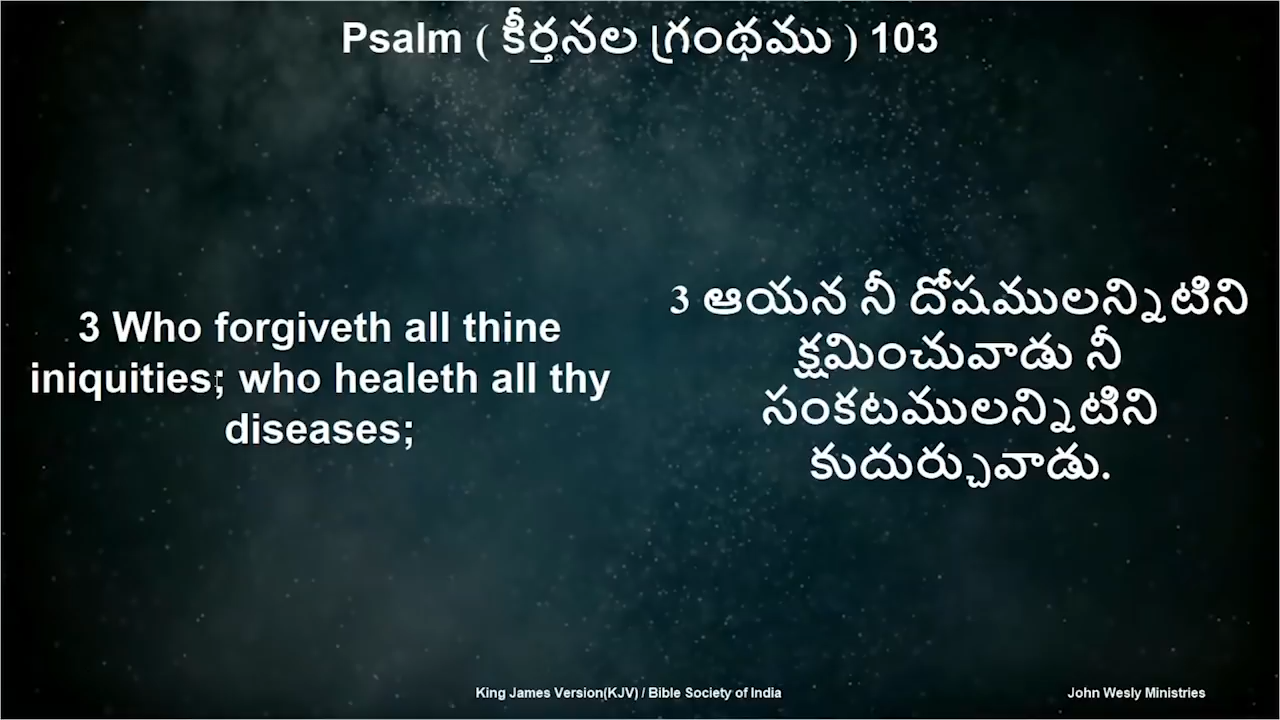 Psalm ( కీర్తనల గ్రంథము ) 103
3 Who forgiveth all thine
iniquities; who healeth all thy
diseases;
3 ఆయన నీ దోషములన్నిటిని
క్షమించువాడు నీ
సంకటములన్నిటిని
కుదుర్చువాడు.
King James Version(KJV) / Bible Society of India
John Wesly Ministries